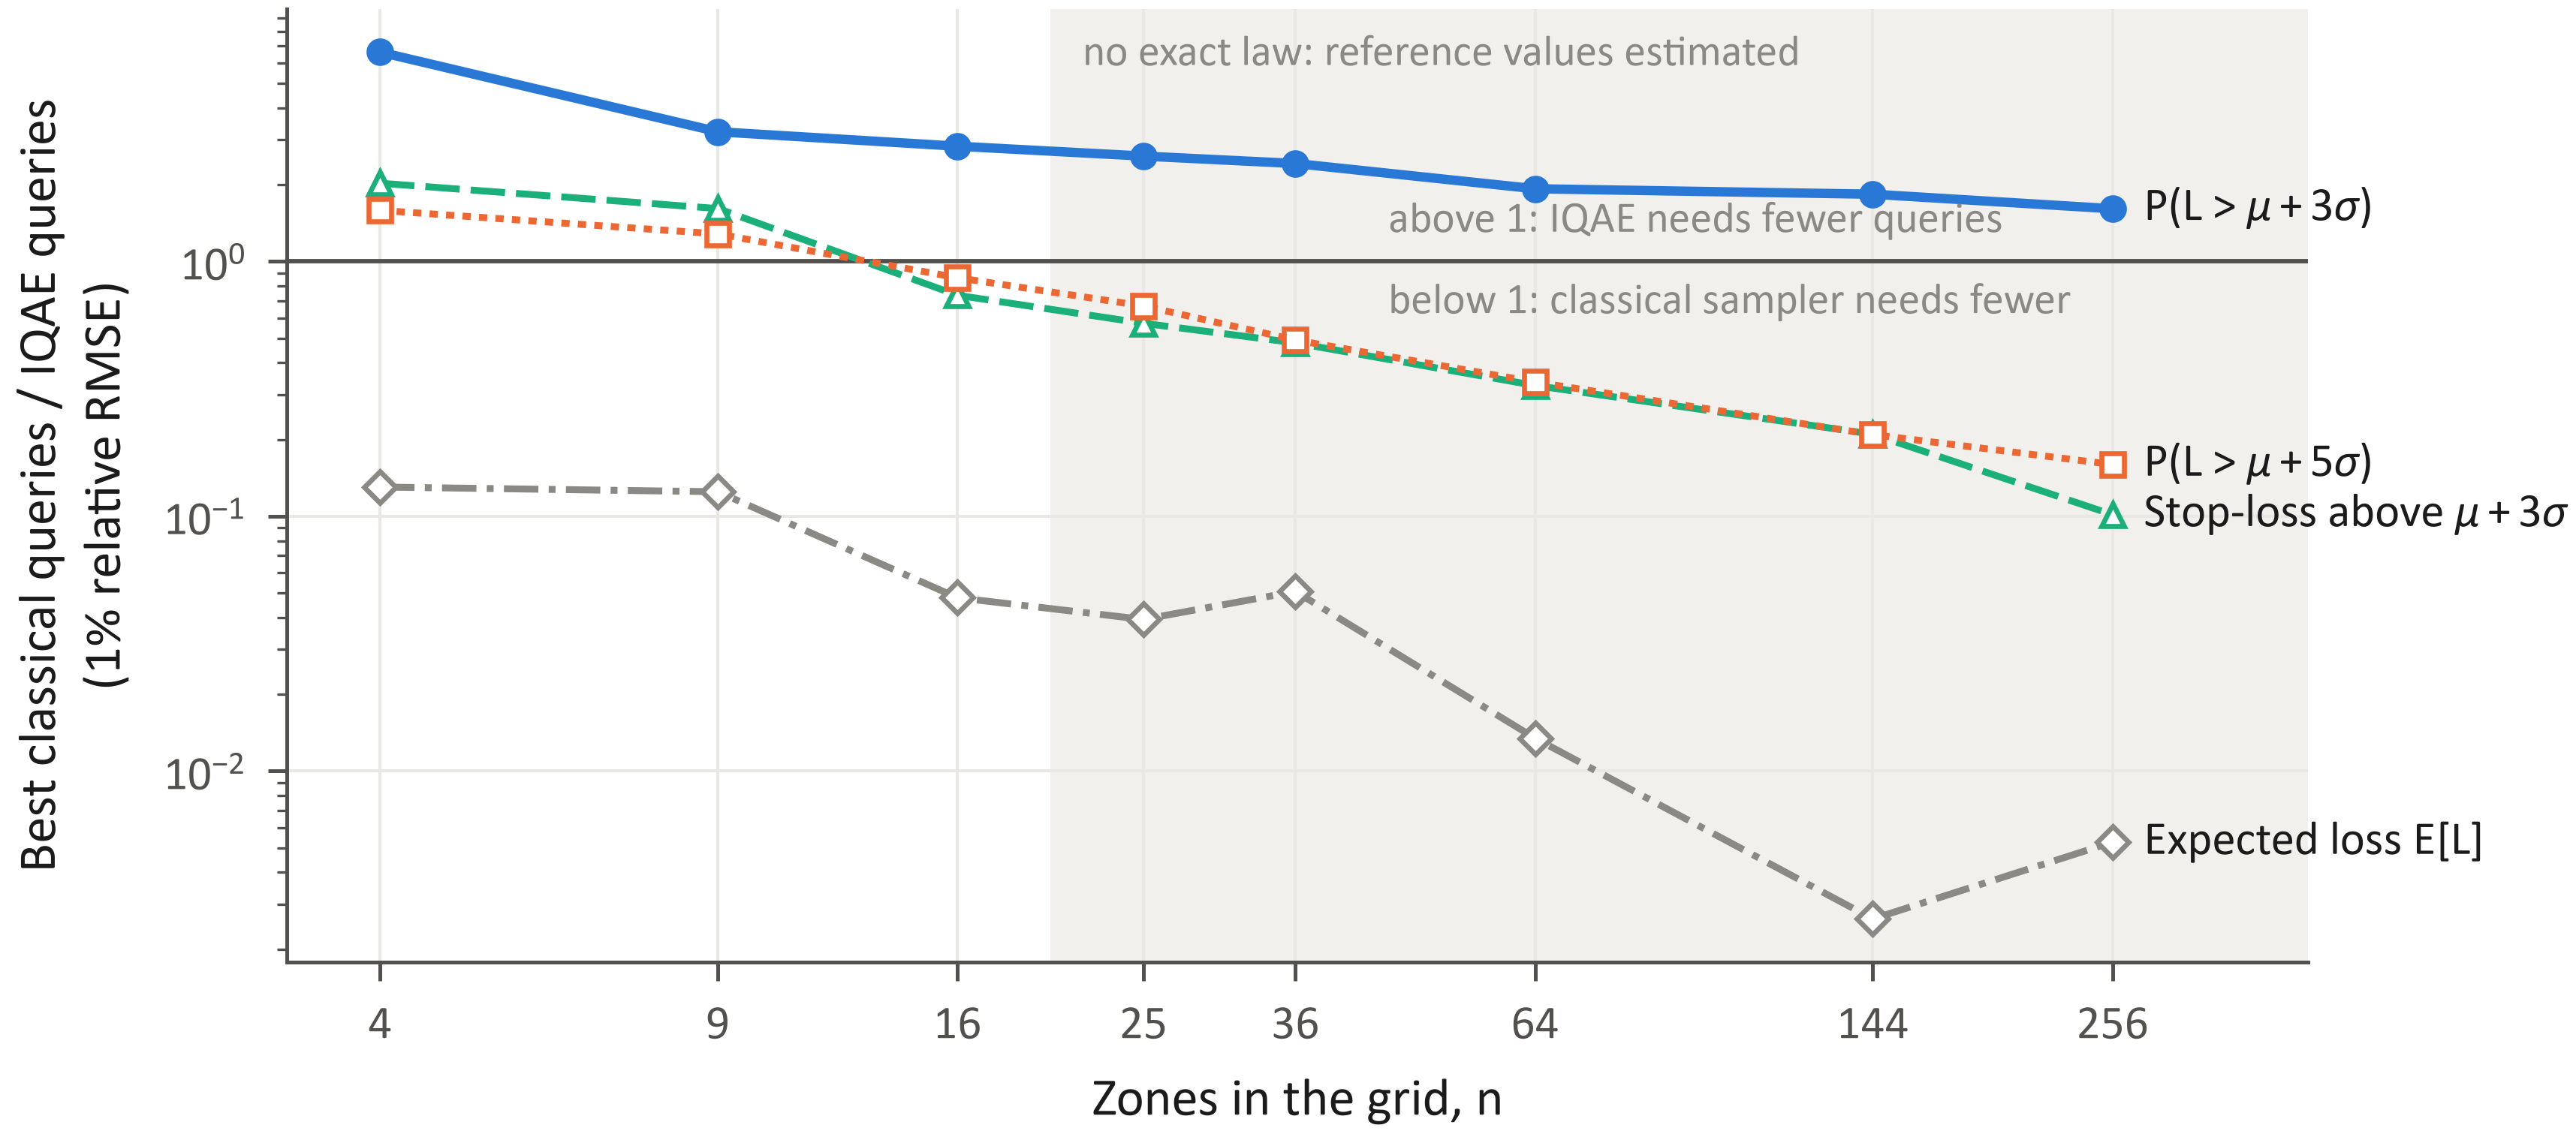 no exact law: reference values estimated
above 1: IQAE needs fewer queries
below 1: classical sampler needs fewer
P(L > μ + 3σ)
P(L > μ + 5σ)
Stop-loss above μ + 3σ
Expected loss E[L]
Best classical queries / IQAE queries
(1% relative RMSE)
10⁰
10⁻¹
10⁻²
4 9 16 25 36 64 144 256
Zones in the grid, n